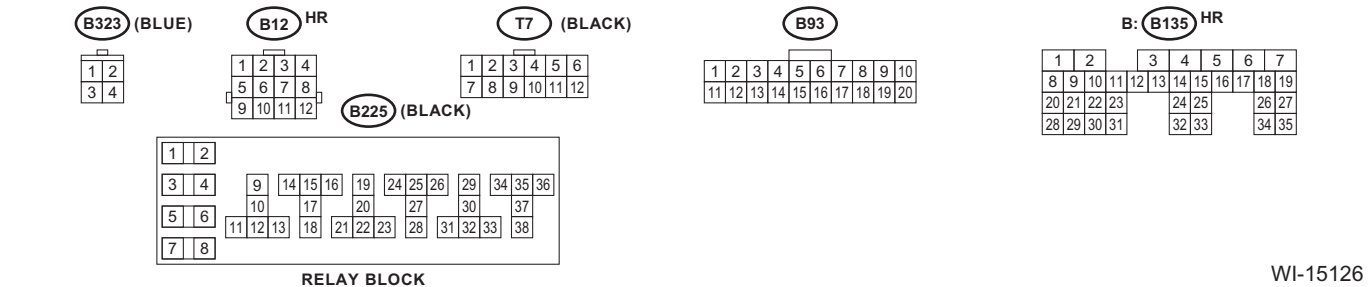 B323 (BLUE) B12 HR T7 (BLACK) B93 B: B135 HR
1 2
3 4
1 2 3 4
5 6 7 8
9 10 11 12
1 2 3 4 5 6
7 8 9 10 11 12
1 2 3 4 5 6 7 8 9 10
11 12 13 14 15 16 17 18 19 20
1 2 3 4 5 6 7
8 9 10 11 12 13 14 15 16 17 18 19
20 21 22 23 24 25 26 27
28 29 30 31 32 33 34 35
B225 (BLACK)
1 2
3 4 9 14 15 16 19 24 25 26 29 34 35 36
5 6 10 17 20 27 30 37
11 12 13 18 21 22 23 28 31 32 33 38
7 8
RELAY BLOCK
WI-15126